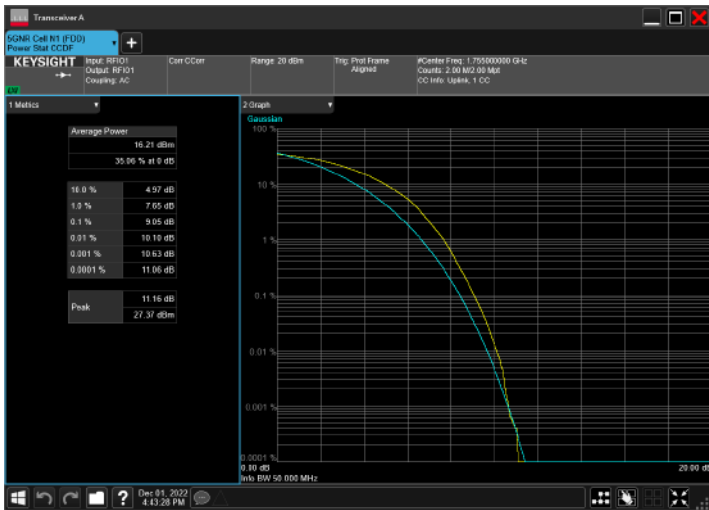 Transceiver A
5GNR Cell N1 (FDD)
Power Stat CCDF
KEYSIGHT
Input: RFIO1
Output: RFIO1
Coupling: AC
Corr CCorr
Range: 20 dBm
Trig: Prot Frame
Aligned
#Center Freq: 1.755000000 GHz
Counts: 2.00 M/2.00 Mpt
CC Info: Uplink, 1 CC
1 Metrics
Average Power
16.21 dBm
35.06 % at 0 dB
10.0 % 4.97 dB
1.0 % 7.65 dB
0.1 % 9.05 dB
0.01 % 10.10 dB
0.001 % 10.63 dB
0.0001 % 11.06 dB
Peak
11.16 dB
27.37 dBm
2 Graph
Gaussian
100 %
10 %
1 %
0.1 %
0.01 %
0.001 %
0.0001 %
0.00 dB
20.00 dB
Info BW 50.000 MHz
Dec 01, 2022
4:43:28 PM